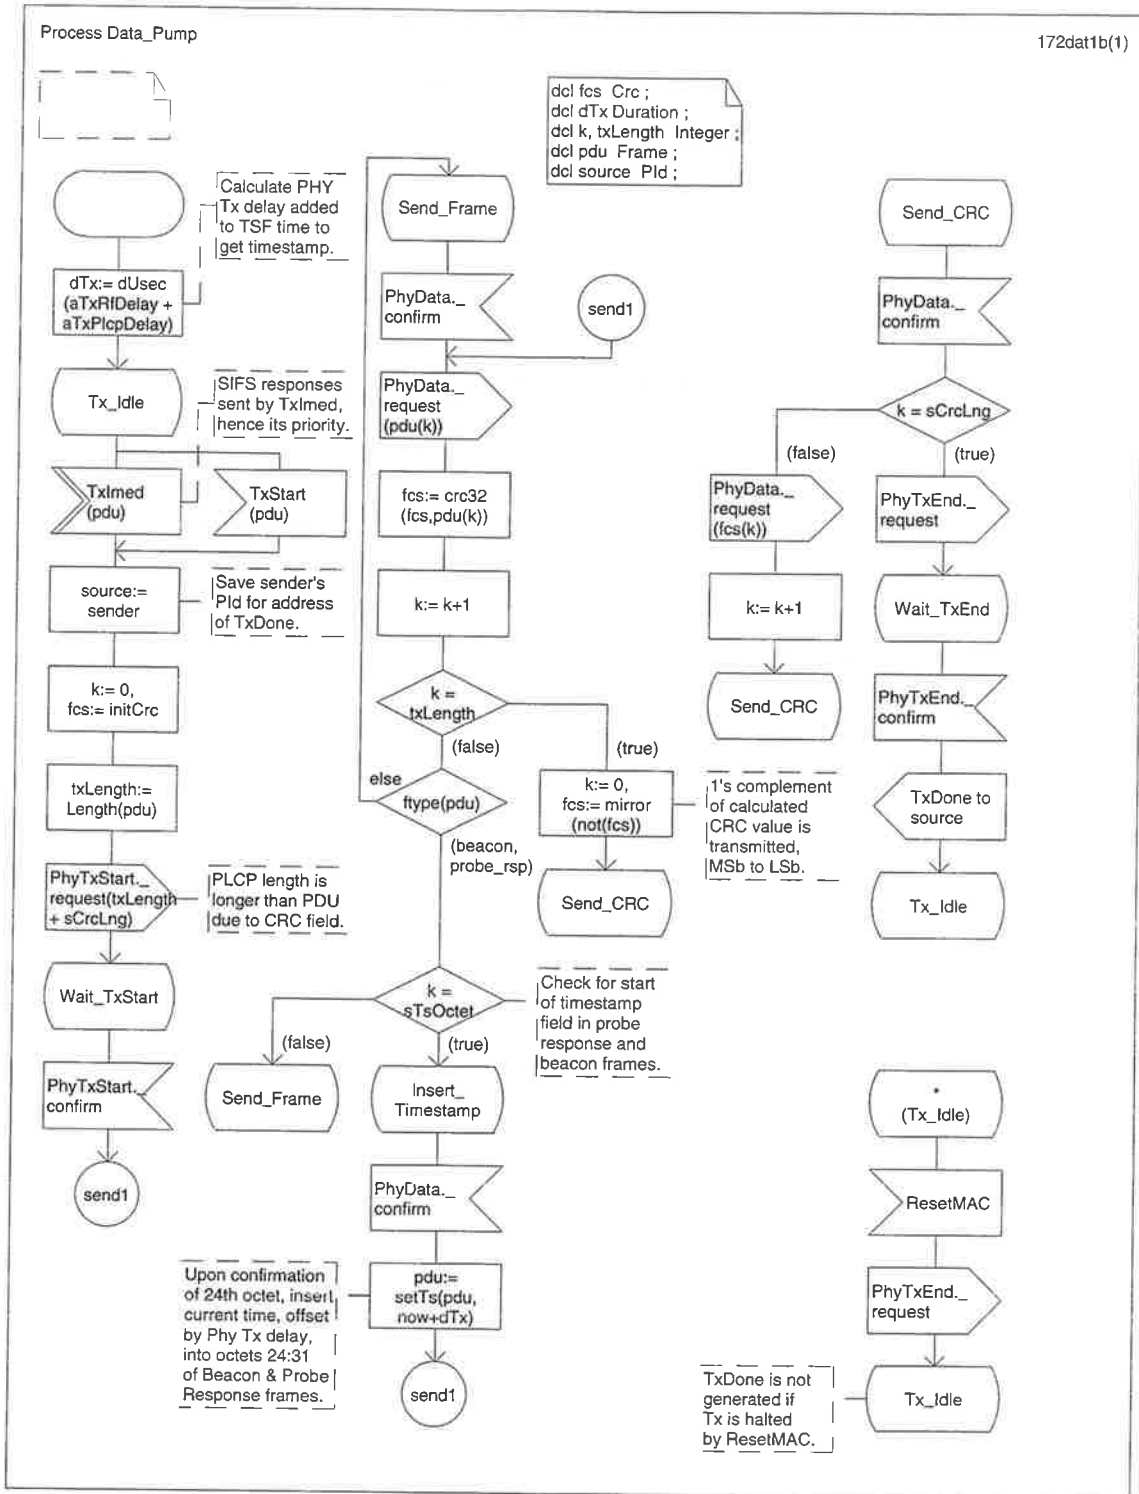 Process Data_Pump
172dat1b(1)
dcl fcs Crc ;
dcl dTx Duration ;
dcl k, txLength Integer ;
dcl pdu Frame ;
dcl source PId ;
Calculate PHY
Tx delay added
to TSF time to
get timestamp.
dTx:= dUsec
(aTxRfDelay +
aTxPlcpDelay)
Tx_Idle
SIFS responses
sent by TxImed,
hence its priority.
TxImed
(pdu)
TxStart
(pdu)
source:=
sender
Save sender's
PId for address
of TxDone.
k:= 0,
fcs:= initCrc
txLength:=
Length(pdu)
PhyTxStart._
request(txLength
+ sCrcLng)
PLCP length is
longer than PDU
due to CRC field.
Wait_TxStart
PhyTxStart._
confirm
send1
Send_Frame
PhyData._
confirm
send1
PhyData._
request
(pdu(k))
fcs:= crc32
(fcs,pdu(k))
k:= k+1
k =
txLength
(false)
(true)
else
ftype(pdu)
(beacon,
probe_rsp)
k:= 0,
fcs:= mirror
(not(fcs))
1's complement
of calculated
CRC value is
transmitted,
MSb to LSb.
Send_CRC
k =
sTsOctet
Check for start
of timestamp
field in probe
response and
beacon frames.
(false)
(true)
Send_Frame
Insert_
Timestamp
PhyData._
confirm
Upon confirmation
of 24th octet, insert
current time, offset
by Phy Tx delay,
into octets 24:31
of Beacon & Probe
Response frames.
pdu:=
setTs(pdu,
now+dTx)
send1
Send_CRC
PhyData._
confirm
k = sCrcLng
(false)
(true)
PhyData._
request
(fcs(k))
k:= k+1
Send_CRC
PhyTxEnd._
request
Wait_TxEnd
PhyTxEnd._
confirm
TxDone to
source
Tx_Idle
*
(Tx_Idle)
ResetMAC
PhyTxEnd._
request
Tx_Idle
TxDone is not
generated if
Tx is halted
by ResetMAC.